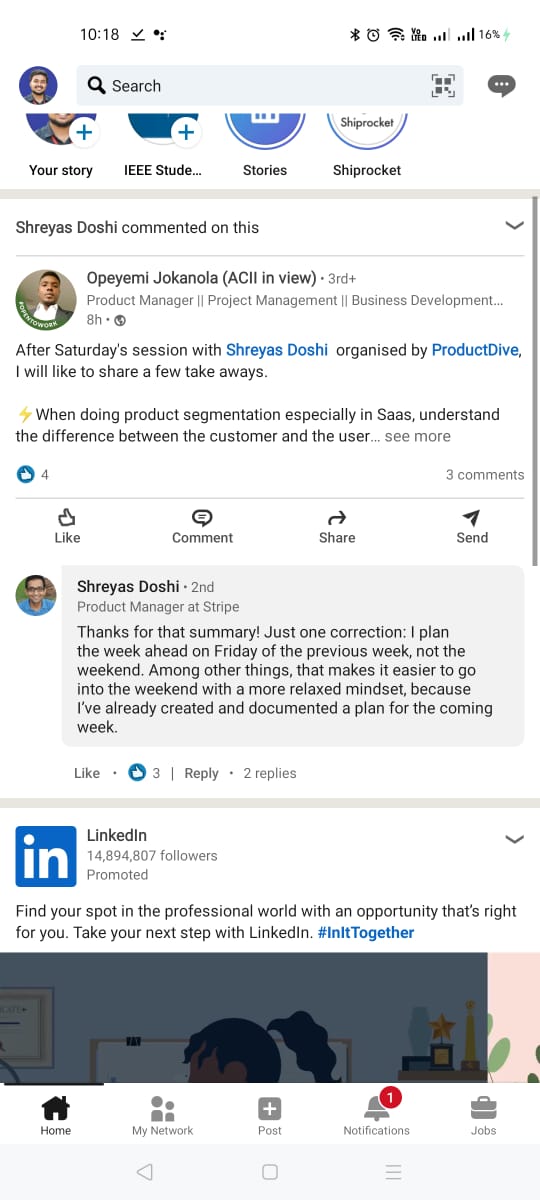 10:18
Vo
LTED
16%
Search
Your story
IEEE Stude...
Stories
Shiprocket
Shiprocket
Shreyas Doshi commented on this
Opeyemi Jokanola (ACII in view) • 3rd+
Product Manager || Project Management || Business Development...
8h •
#OPENTOWORK
After Saturday's session with Shreyas Doshi organised by ProductDive,
I will like to share a few take aways.
⚡When doing product segmentation especially in Saas, understand
the difference between the customer and the user... see more
4
3 comments
Like
Comment
Share
Send
Shreyas Doshi • 2nd
Product Manager at Stripe
Thanks for that summary! Just one correction: I plan
the week ahead on Friday of the previous week, not the
weekend. Among other things, that makes it easier to go
into the weekend with a more relaxed mindset, because
I've already created and documented a plan for the coming
week.
Like • 3 | Reply • 2 replies
in
LinkedIn
14,894,807 followers
Promoted
Find your spot in the professional world with an opportunity that's right
for you. Take your next step with LinkedIn. #InItTogether
1
Home
My Network
Post
Notifications
Jobs